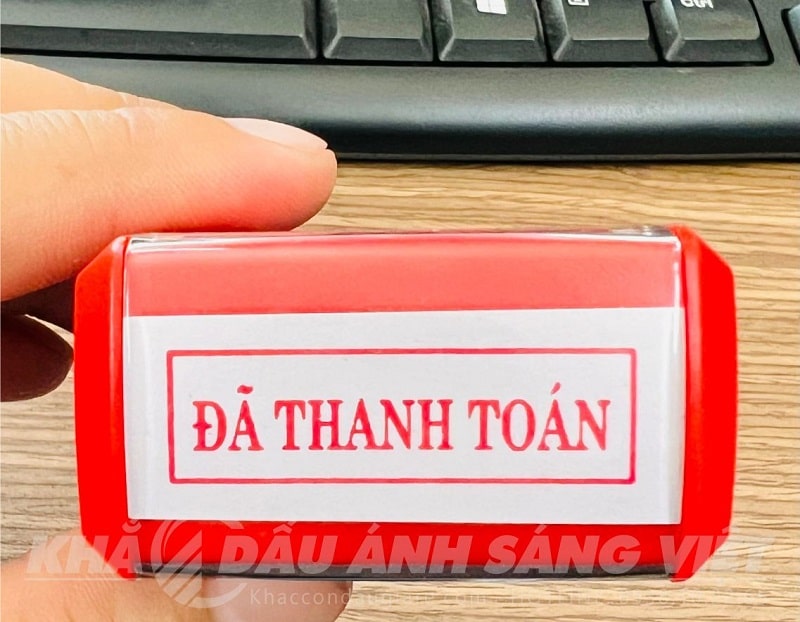 ĐÃ THANH TOÁN
KHẮC DẤU ÁNH SÁNG VIỆT